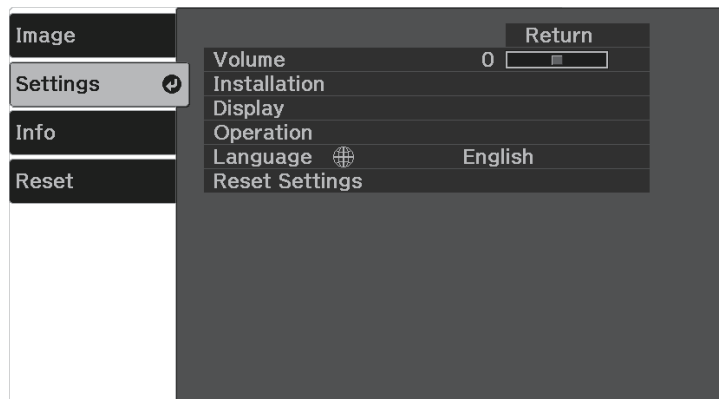 Image
Settings
Info
Reset
Return
Volume 0
Installation
Display
Operation
Language English
Reset Settings